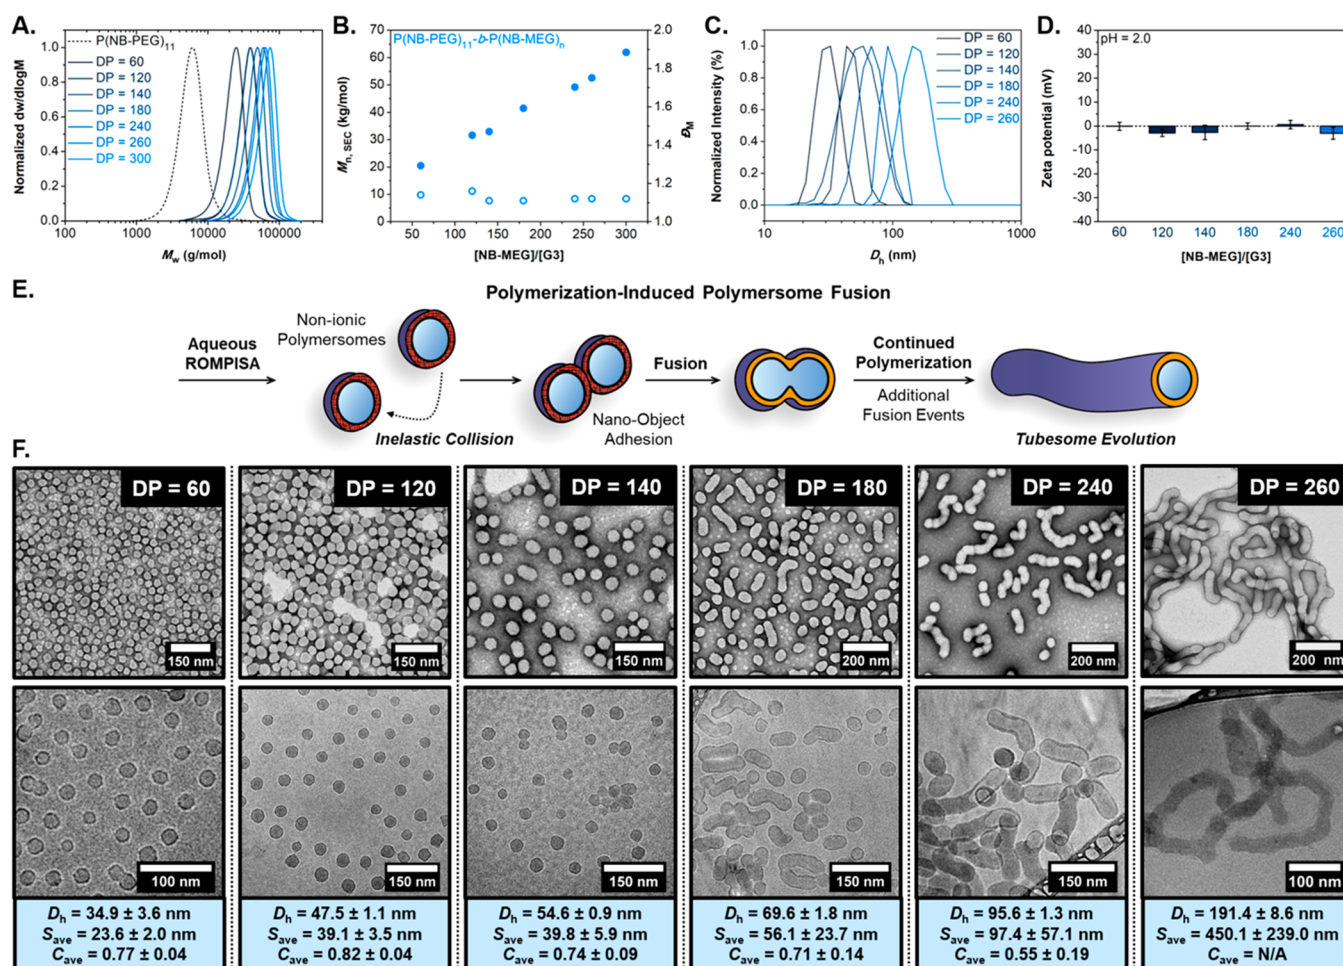 A.
Normalized dw/dlogM
1.0
0.8
0.6
0.4
0.2
0.0
P(NB-PEG)11
DP = 60
DP = 120
DP = 140
DP = 180
DP = 240
DP = 260
DP = 300
100 1000 10000 100000
Mw (g/mol)
B.
Mn, SEC (kg/mol)
70
60
50
40
30
20
10
0
P(NB-PEG)11-b-P(NB-MEG)n
2.0
1.8
1.6
1.4
1.2
1.0
ĐM
50 100 150 200 250 300
[NB-MEG]/[G3]
C.
Normalized Intensity (%)
1.0
0.8
0.6
0.4
0.2
0.0
DP = 60
DP = 120
DP = 140
DP = 180
DP = 240
DP = 260
10 100 1000
Dh (nm)
D.
Zeta potential (mV)
40
30
20
10
0
-10
-20
-30
-40
pH = 2.0
60 120 140 180 240 260
[NB-MEG]/[G3]
E.
Polymerization-Induced Polymersome Fusion
Aqueous
ROMPISA
Non-ionic
Polymersomes
Inelastic Collision
Nano-Object
Adhesion
Fusion
Continued
Polymerization
Additional
Fusion Events
Tubesome Evolution
F.
DP = 60
150 nm
DP = 120
150 nm
DP = 140
150 nm
DP = 180
200 nm
DP = 240
200 nm
DP = 260
200 nm
100 nm
150 nm
150 nm
150 nm
150 nm
100 nm
Dh = 34.9 ± 3.6 nm
Save = 23.6 ± 2.0 nm
Cave = 0.77 ± 0.04
Dh = 47.5 ± 1.1 nm
Save = 39.1 ± 3.5 nm
Cave = 0.82 ± 0.04
Dh = 54.6 ± 0.9 nm
Save = 39.8 ± 5.9 nm
Cave = 0.74 ± 0.09
Dh = 69.6 ± 1.8 nm
Save = 56.1 ± 23.7 nm
Cave = 0.71 ± 0.14
Dh = 95.6 ± 1.3 nm
Save = 97.4 ± 57.1 nm
Cave = 0.55 ± 0.19
Dh = 191.4 ± 8.6 nm
Save = 450.1 ± 239.0 nm
Cave = N/A